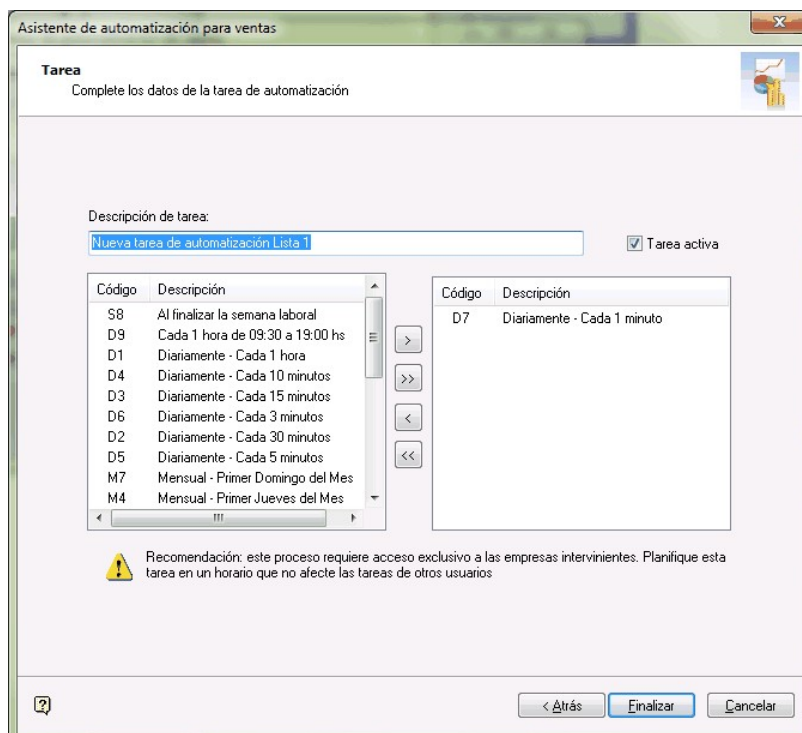 Asistente de automatización para ventas
Tarea
Complete los datos de la tarea de automatización
Descripción de tarea:
Nueva tarea de automatización Lista 1
Tarea activa
Código Descripción
S8 Al finalizar la semana laboral
D9 Cada 1 hora de 09:30 a 19:00 hs
D1 Diariamente - Cada 1 hora
D4 Diariamente - Cada 10 minutos
D3 Diariamente - Cada 15 minutos
D6 Diariamente - Cada 3 minutos
D2 Diariamente - Cada 30 minutos
D5 Diariamente - Cada 5 minutos
M7 Mensual - Primer Domingo del Mes
M4 Mensual - Primer Jueves del Mes
>
>>
<
<<
Código Descripción
D7 Diariamente - Cada 1 minuto
Recomendación: este proceso requiere acceso exclusivo a las empresas intervinientes. Planifique esta
tarea en un horario que no afecte las tareas de otros usuarios
< Atrás Finalizar Cancelar